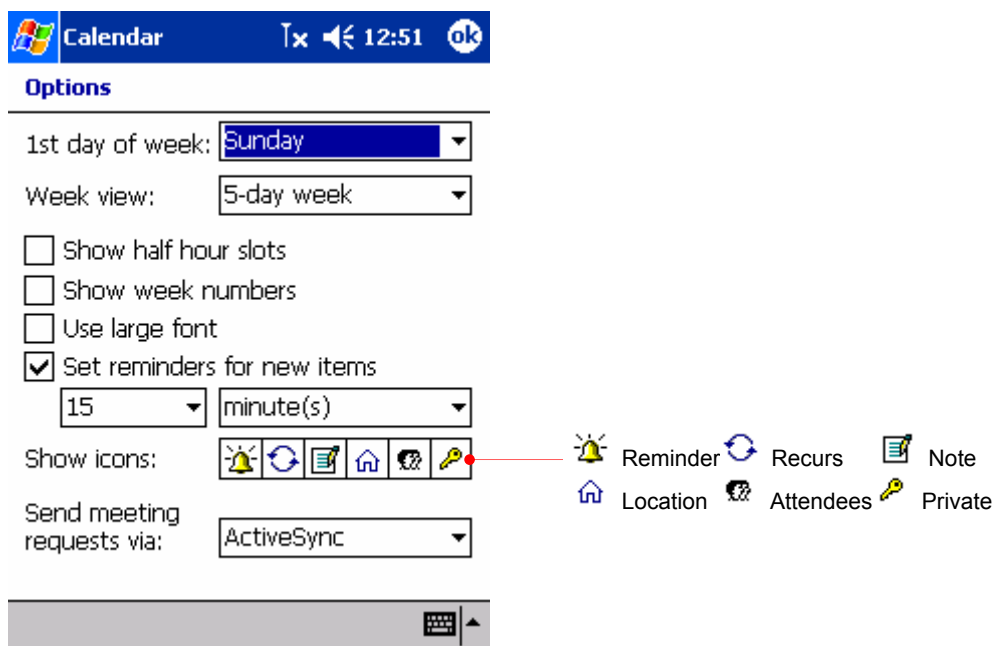 Calendar 12:51 ok
Options
1st day of week: Sunday
Week view: 5-day week
Show half hour slots
Show week numbers
Use large font
Set reminders for new items
15 minute(s)
Show icons:
Reminder Recurs Note
Location Attendees Private
Send meeting
requests via: ActiveSync